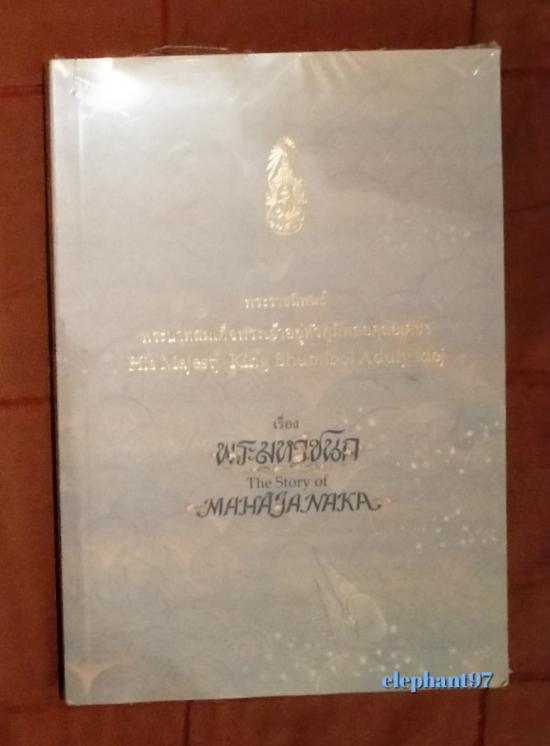 พระราชนิพนธ์
พระบาทสมเด็จพระเจ้าอยู่หัวภูมิพลอดุลยเดชฯ
His Majesty King Bhumibol Adulyadej
เรื่อง
พระมหาชนก
The Story of
MAHAJANAKA
elephant97